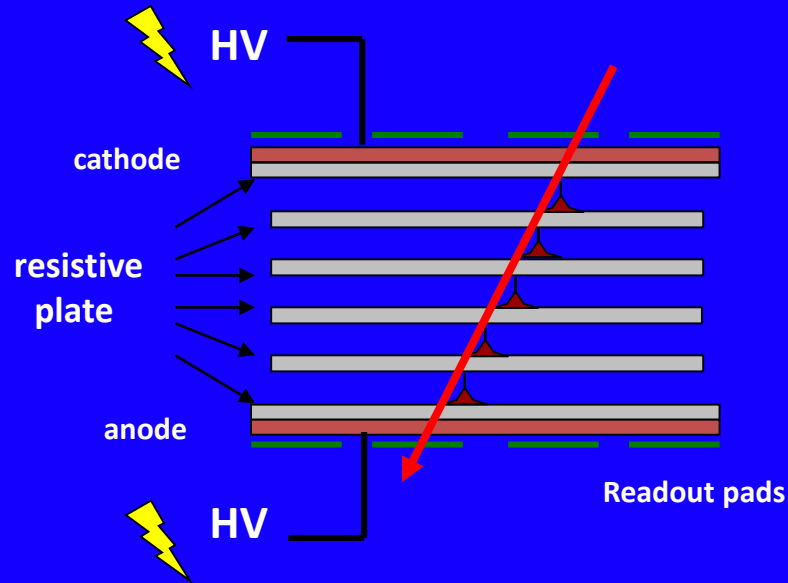 HV
cathode
resistive
plate
anode
Readout pads
HV